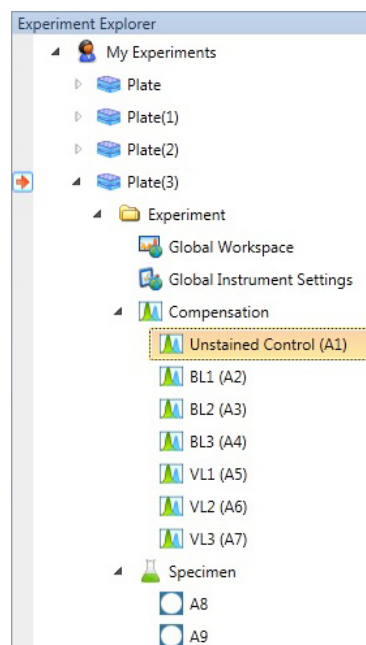 Experiment Explorer
My Experiments
Plate
Plate(1)
Plate(2)
Plate(3)
Experiment
Global Workspace
Global Instrument Settings
Compensation
Unstained Control (A1)
BL1 (A2)
BL2 (A3)
BL3 (A4)
VL1 (A5)
VL2 (A6)
VL3 (A7)
Specimen
A8
A9